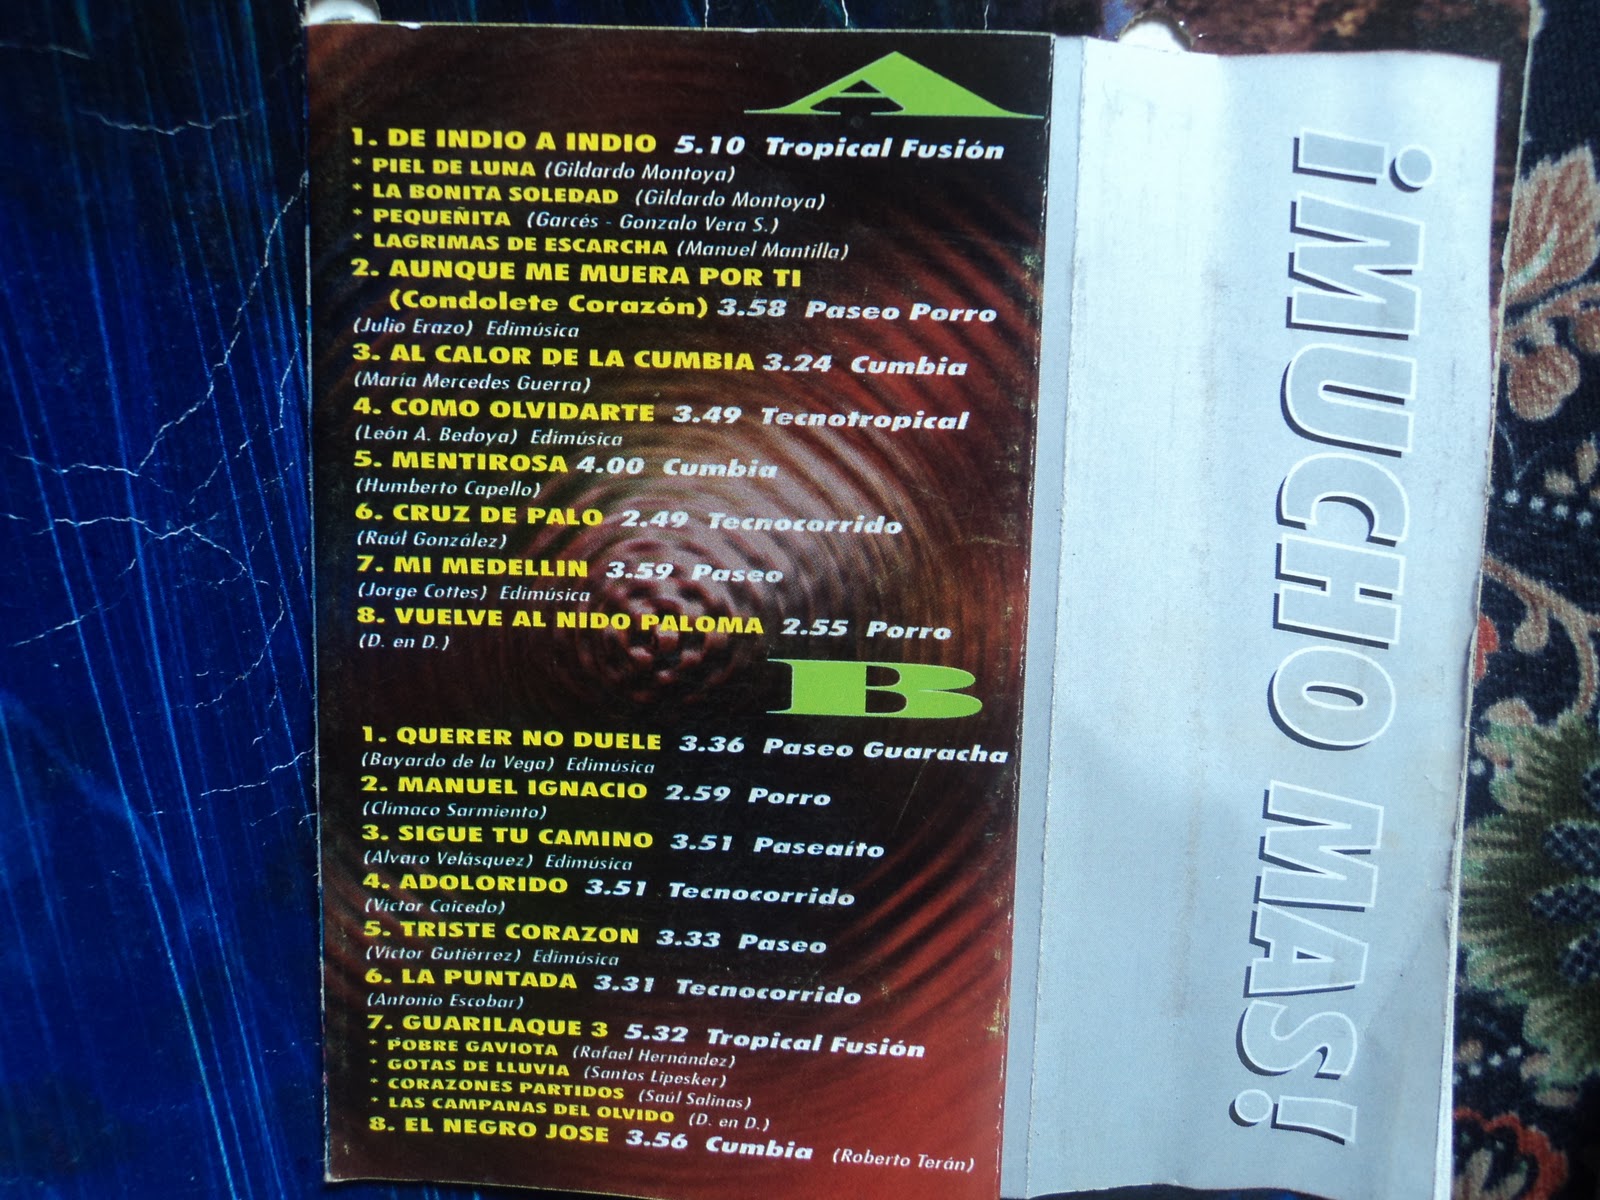 A
1. DE INDIO A INDIO 5.10 Tropical Fusión
* PIEL DE LUNA (Gildardo Montoya)
* LA BONITA SOLEDAD (Gildardo Montoya)
* PEQUEÑITA (Garcés - Gonzalo Vera S.)
* LAGRIMAS DE ESCARCHA (Manuel Mantilla)
2. AUNQUE ME MUERA POR TI
(Condolete Corazón) 3.58 Paseo Porro
(Julio Erazo) Edimúsica
3. AL CALOR DE LA CUMBIA 3.24 Cumbia
(María Mercedes Guerra)
4. COMO OLVIDARTE 3.49 Tecnotropical
(León A. Bedoya) Edimúsica
5. MENTIROSA 4.00 Cumbia
(Humberto Capello)
6. CRUZ DE PALO 2.49 Tecnocorrido
(Raúl González)
7. MI MEDELLIN 3.59 Paseo
(Jorge Cottes) Edimúsica
8. VUELVE AL NIDO PALOMA 2.55 Porro
(D. en D.)
B
1. QUERER NO DUELE 3.36 Paseo Guaracha
(Bayardo de la Vega) Edimúsica
2. MANUEL IGNACIO 2.59 Porro
(Clímaco Sarmiento)
3. SIGUE TU CAMINO 3.51 Paseaíto
(Alvaro Velásquez) Edimúsica
4. ADOLORIDO 3.51 Tecnocorrido
(Víctor Caicedo)
5. TRISTE CORAZON 3.33 Paseo
(Víctor Gutiérrez) Edimúsica
6. LA PUNTADA 3.31 Tecnocorrido
(Antonio Escobar)
7. GUARILAQUE 3 5.32 Tropical Fusión
* POBRE GAVIOTA (Rafael Hernández)
* GOTAS DE LLUVIA (Santos Lipesker)
* CORAZONES PARTIDOS (Saúl Salinas)
* LAS CAMPANAS DEL OLVIDO (D. en D.)
8. EL NEGRO JOSE 3.56 Cumbia (Roberto Terán)
¡MUCHO MAS!